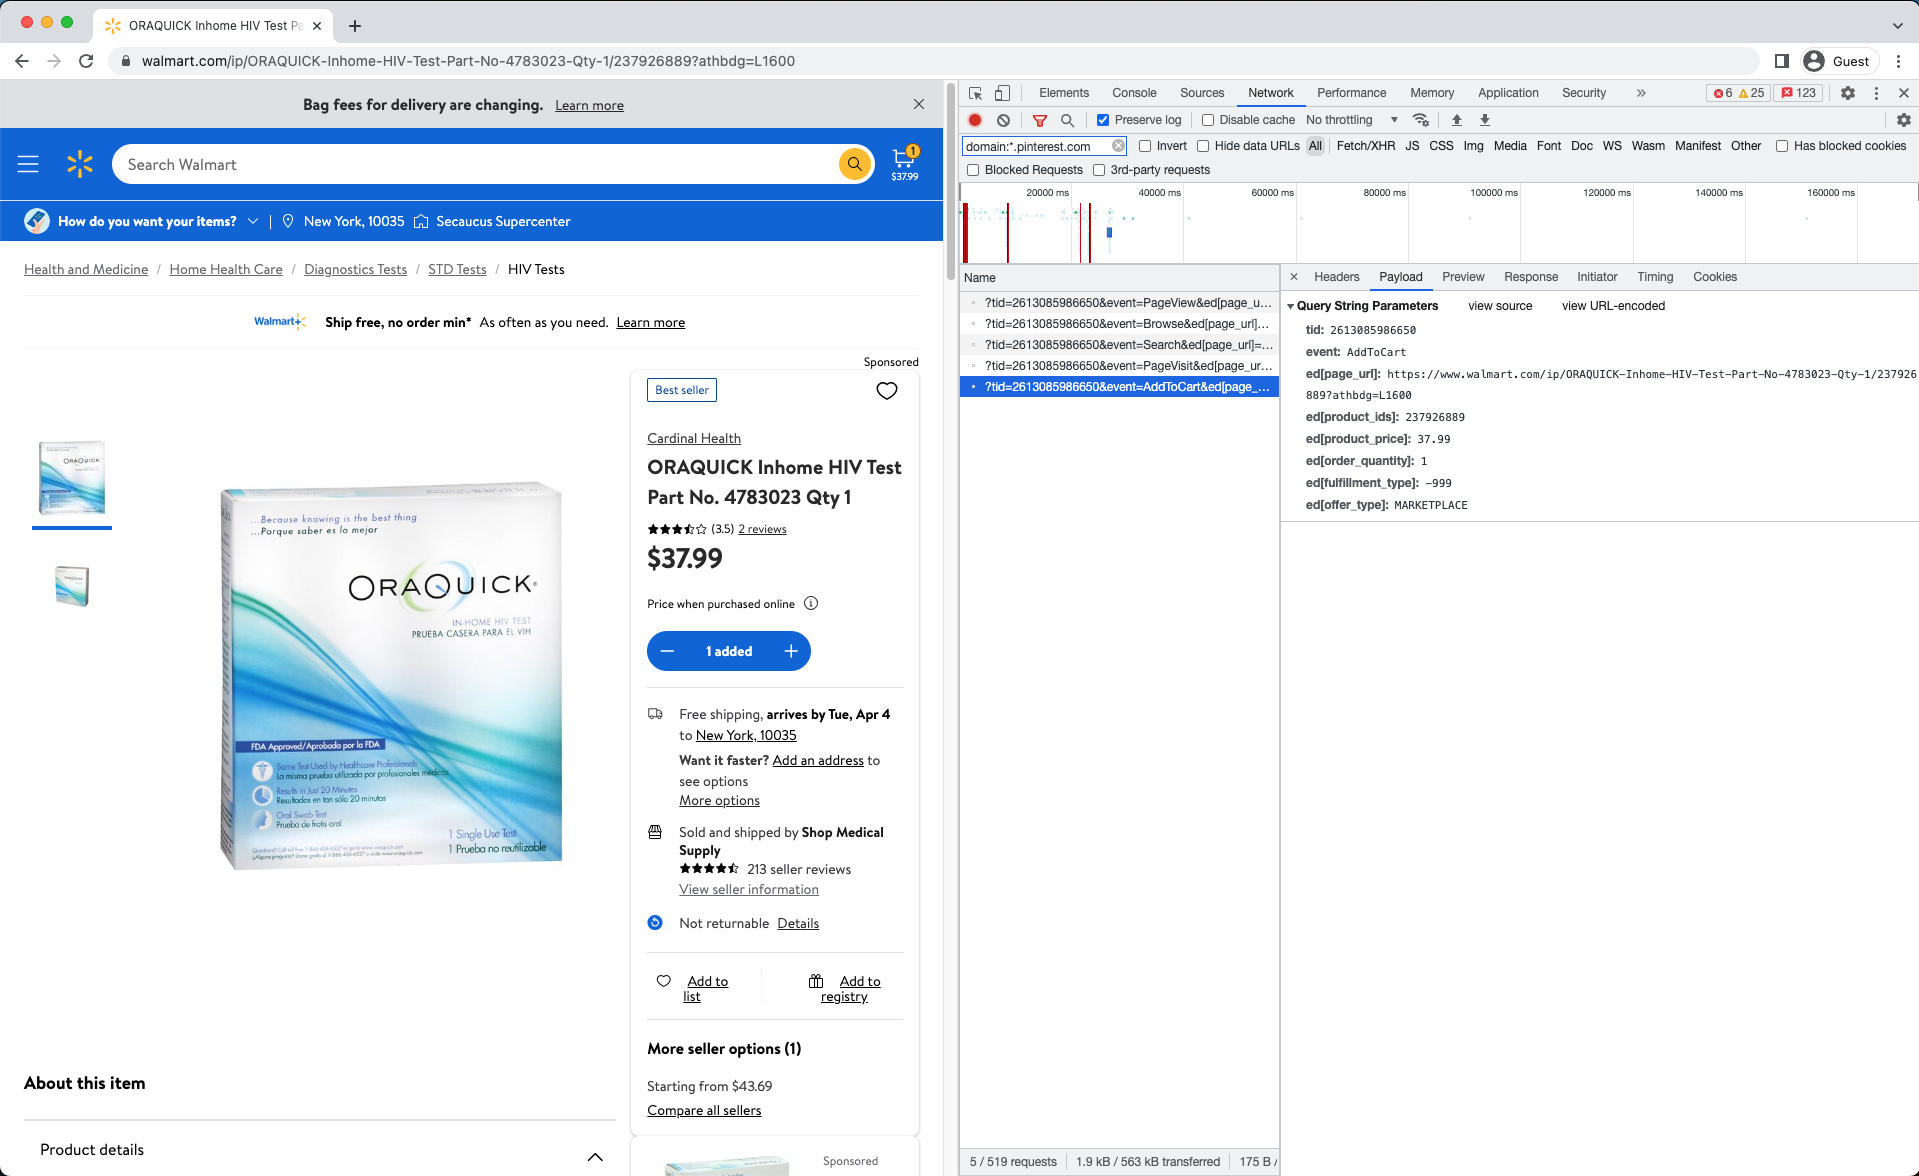 ORAQUICK Inhome HIV Test Pa
walmart.com/ip/ORAQUICK-Inhome-HIV-Test-Part-No-4783023-Qty-1/237926889?athbdg=L1600
Guest
Bag fees for delivery are changing. Learn more
Search Walmart
1
$37.99
How do you want your items? | New York, 10035 Secaucus Supercenter
Health and Medicine / Home Health Care / Diagnostics Tests / STD Tests / HIV Tests
Walmart+ Ship free, no order min* As often as you need. Learn more
Sponsored
Best seller
Cardinal Health
ORAQUICK Inhome HIV Test
Part No. 4783023 Qty 1
(3.5) 2 reviews
$37.99
Price when purchased online
1 added
Free shipping, arrives by Tue, Apr 4
to New York, 10035
Want it faster? Add an address to
see options
More options
Sold and shipped by Shop Medical
Supply
213 seller reviews
View seller information
Not returnable Details
Add to
list
Add to
registry
More seller options (1)
Starting from $43.69
Compare all sellers
Sponsored
...Because knowing is the best thing
...Porque saber es lo mejor
ORAQUICK
IN-HOME HIV TEST
PRUEBA CASERA PARA EL VIH
FDA Approved/Aprobada por la FDA
Same Test Used by Healthcare Professionals
La misma prueba utilizada por profesionales médicos
Results in Just 20 Minutes
Resultados en tan sólo 20 minutos
Oral Swab Test
Prueba de frotis oral
1 Single Use Test
1 Prueba no reutilizable
About this item
Product details
Elements Console Sources Network Performance Memory Application Security » 6 25 123
Preserve log Disable cache No throttling
domain:*.pinterest.com Invert Hide data URLs All Fetch/XHR JS CSS Img Media Font Doc WS Wasm Manifest Other Has blocked cookies
Blocked Requests 3rd-party requests
20000 ms 40000 ms 60000 ms 80000 ms 100000 ms 120000 ms 140000 ms 160000 ms
Name
?tid=2613085986650&event=PageView&ed[page_u...
?tid=2613085986650&event=Browse&ed[page_url]...
?tid=2613085986650&event=Search&ed[page_url]=...
?tid=2613085986650&event=PageVisit&ed[page_ur...
?tid=2613085986650&event=AddToCart&ed[page_...
Headers Payload Preview Response Initiator Timing Cookies
Query String Parameters view source view URL-encoded
tid: 2613085986650
event: AddToCart
ed[page_url]: https://www.walmart.com/ip/ORAQUICK-Inhome-HIV-Test-Part-No-4783023-Qty-1/237926
889?athbdg=L1600
ed[product_ids]: 237926889
ed[product_price]: 37.99
ed[order_quantity]: 1
ed[fulfillment_type]: -999
ed[offer_type]: MARKETPLACE
5 / 519 requests 1.9 kB / 563 kB transferred 175 B /